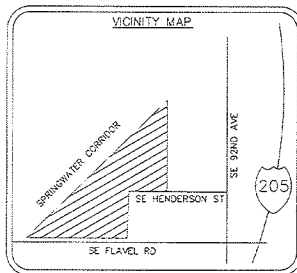 VICINITY MAP
SPRINGWATER CORRIDOR
SE 92ND AVE
205
SE HENDERSON ST
SE FLAVEL RD